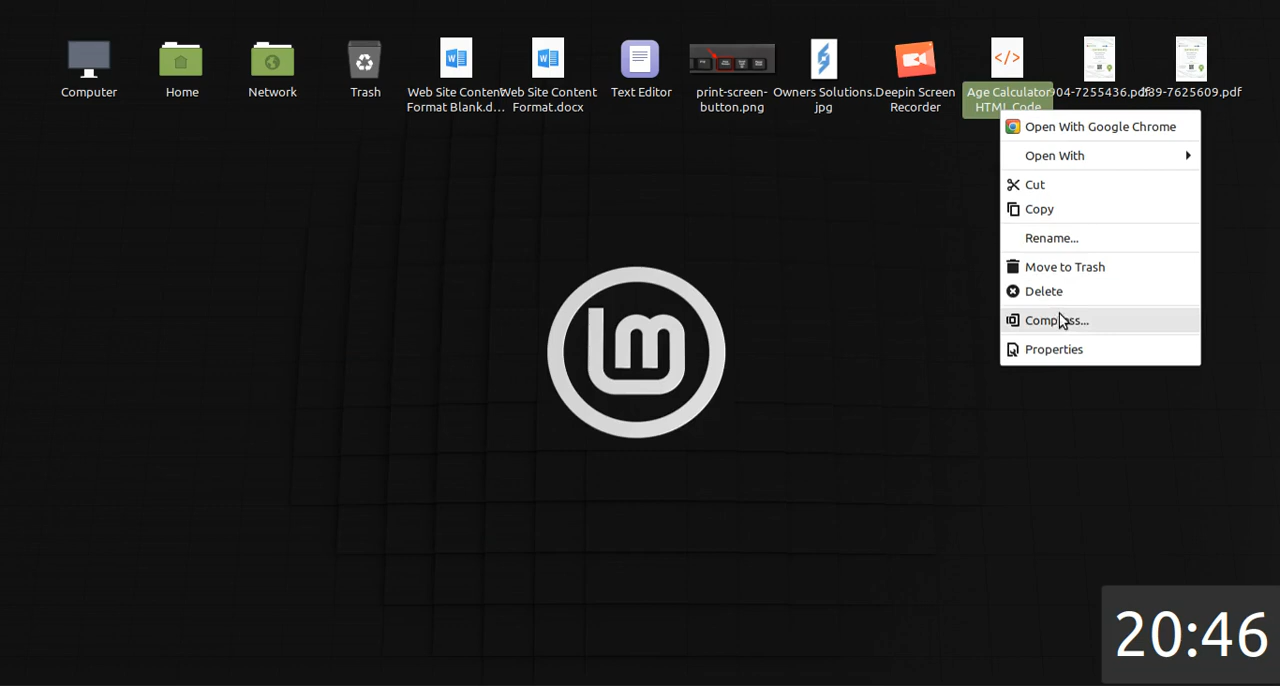 Computer
Home
Network
Trash
Web Site Content
Format Blank.d...
Web Site Content
Format.docx
Text Editor
print-screen-
button.png
Owners Solutions.
jpg
Deepin Screen
Recorder
Age Calculator
HTML Code
904-7255436.pdf
89-7625609.pdf
Open With Google Chrome
Open With
Cut
Copy
Rename...
Move to Trash
Delete
Compress...
Properties
20:46